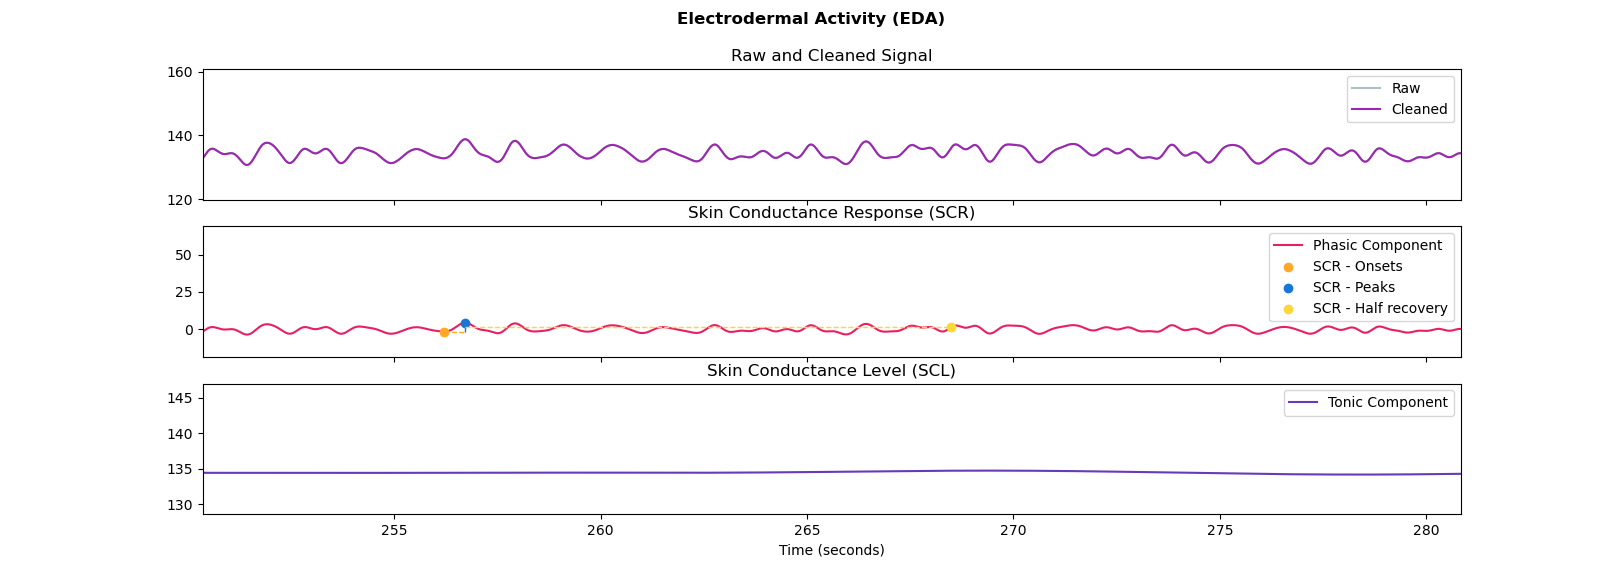 Electrodermal Activity (EDA)
Raw and Cleaned Signal
160
140
120
Raw
Cleaned
Skin Conductance Response (SCR)
50
25
0
Phasic Component
SCR - Onsets
SCR - Peaks
SCR - Half recovery
Skin Conductance Level (SCL)
145
140
135
130
Tonic Component
255 260 265 270 275 280
Time (seconds)